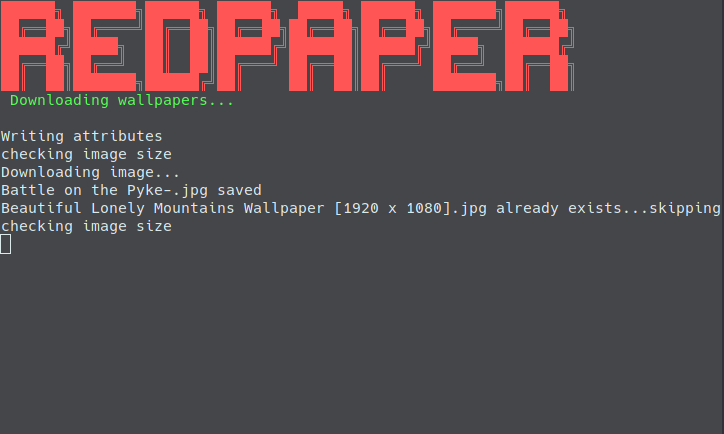 REDPAPER
Downloading wallpapers...
Writing attributes
checking image size
Downloading image...
Battle on the Pyke-.jpg saved
Beautiful Lonely Mountains Wallpaper [1920 x 1080].jpg already exists...skipping
checking image size